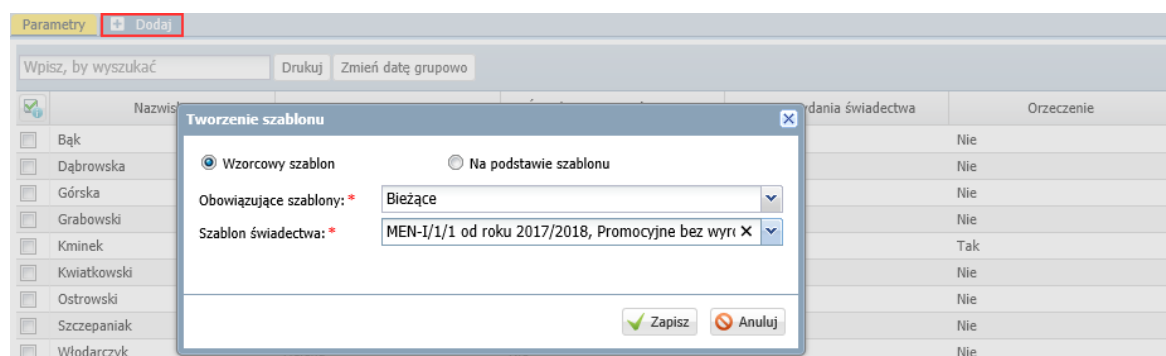 Parametry Dodaj
Wpisz, by wyszukać Drukuj Zmień datę grupowo
Nazwis dania świadectwa Orzeczenie
Tworzenie szablonu
Bąk Nie
Wzorcowy szablon Na podstawie szablonu
Dąbrowska Nie
Obowiązujące szablony: * Bieżące
Górska Nie
Grabowski Nie
Szablon świadectwa: * MEN-I/1/1 od roku 2017/2018, Promocyjne bez wyr
Kminek Tak
Kwiatkowski Nie
Ostrowski Nie
Zapisz Anuluj
Szczepaniak Nie
Włodarczyk Nie